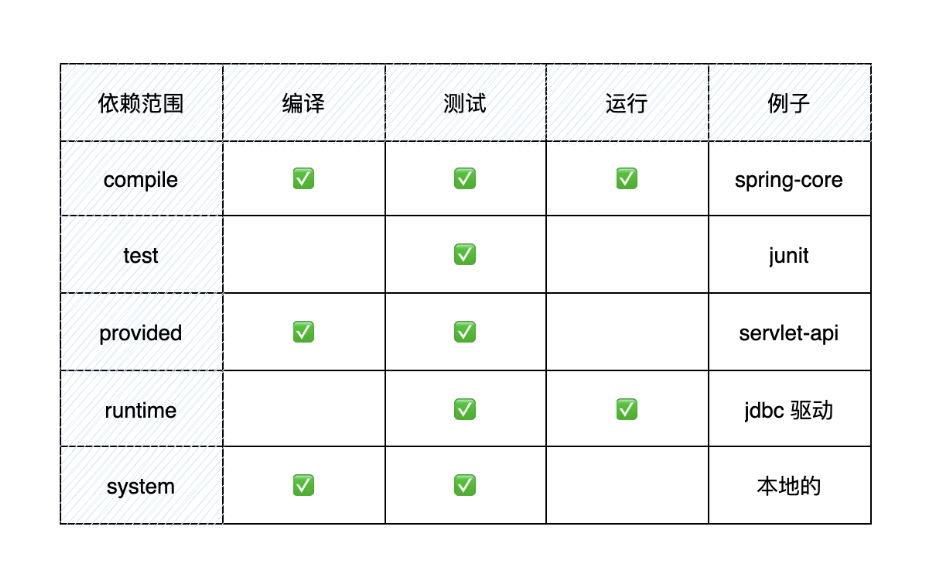 依赖范围 编译 测试 运行 例子
compile ✅ ✅ ✅ spring-core
test ✅ junit
provided ✅ ✅ servlet-api
runtime ✅ ✅ jdbc 驱动
system ✅ ✅ 本地的